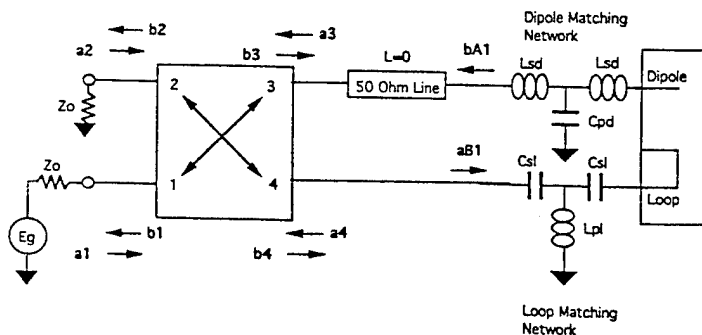 Dipole Matching
Network
b2
a2
a3
b3
L=0
50 Ohm Line
bA1
Lsd
Lsd
Dipole
Zo
2
3
Cpd
Zo
1
4
aB1
Csl
Csl
Loop
Eg
a1
b1
a4
b4
Lpl
Loop Matching
Network